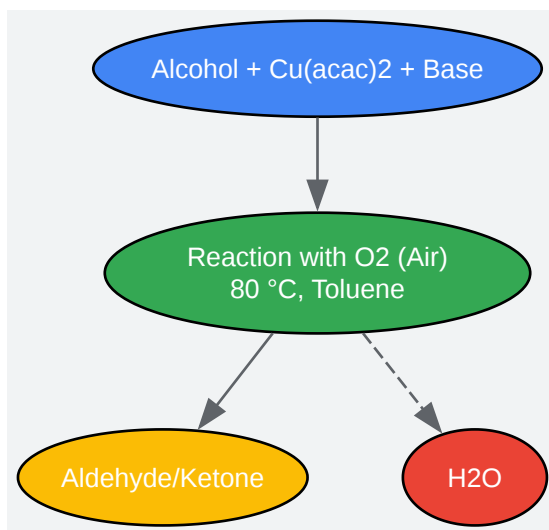 Alcohol + Cu(acac)2 + Base
Reaction with O2 (Air)
80 °C, Toluene
Aldehyde/Ketone
H2O